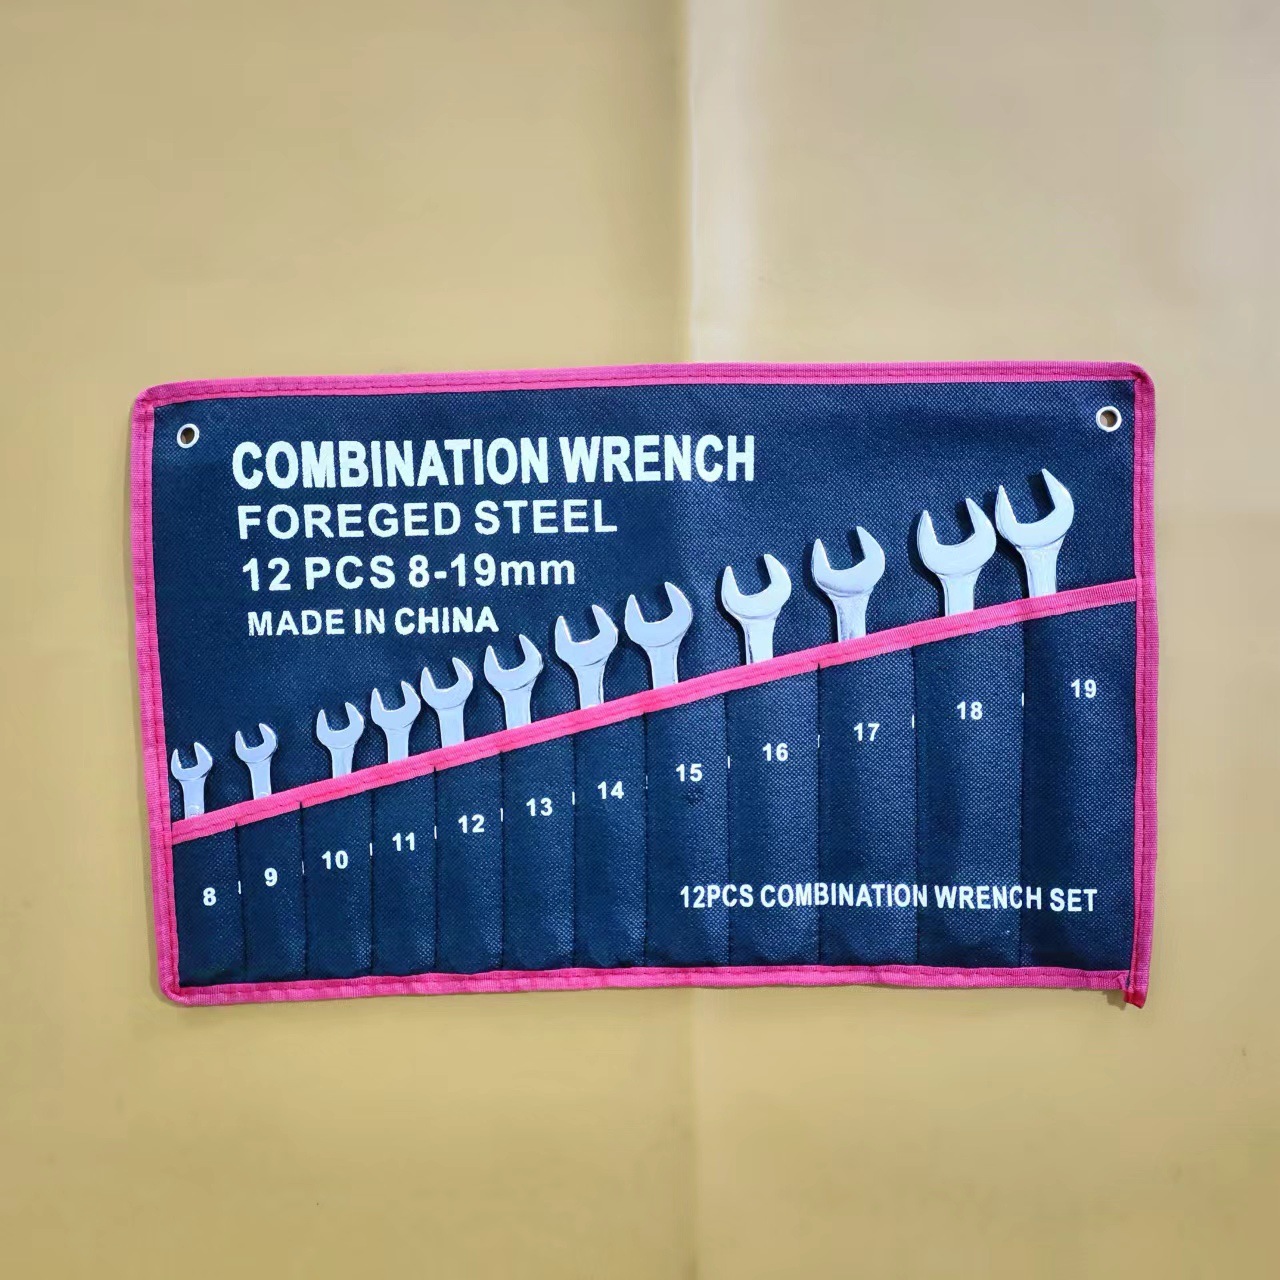 COMBINATION WRENCH
FOREGED STEEL
12 PCS 8-19mm
MADE IN CHINA
8
9
10
11
12
13
14
15
16
17
18
19
12PCS COMBINATION WRENCH SET